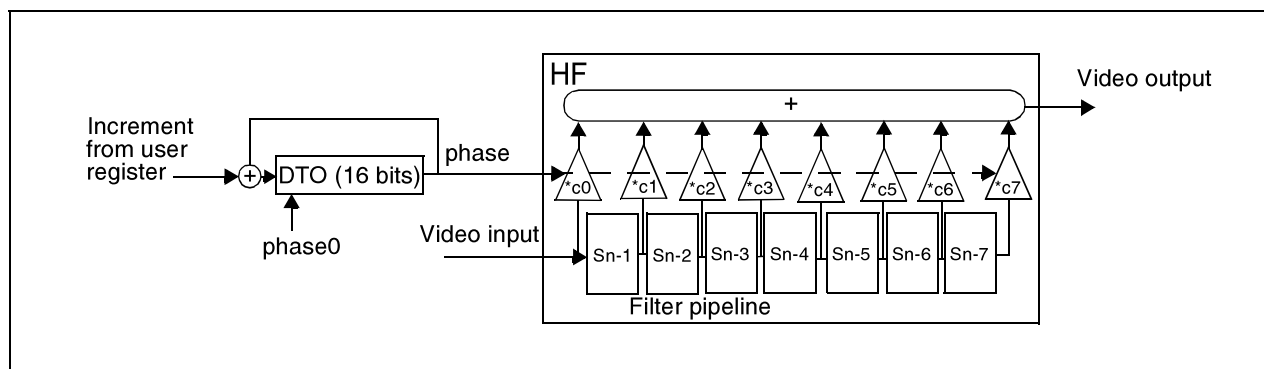 HF
Video output
+
Increment
from user
register
+
DTO (16 bits)
phase
phase0
*c0
*c1
*c2
*c3
*c4
*c5
*c6
*c7
Video input
Sn-1
Sn-2
Sn-3
Sn-4
Sn-5
Sn-6
Sn-7
Filter pipeline